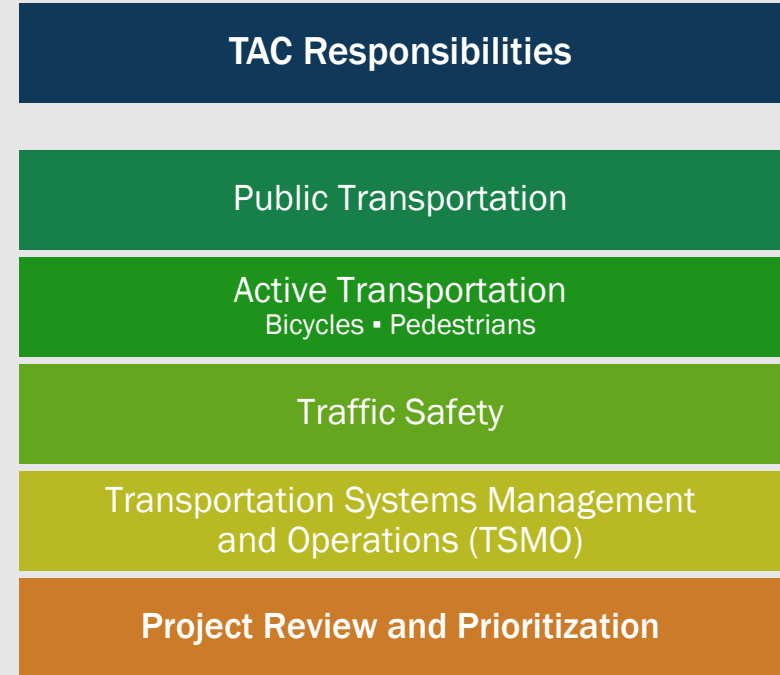 TAC Responsibilities
Public Transportation
Active Transportation
Bicycles ▪ Pedestrians
Traffic Safety
Transportation Systems Management
and Operations (TSMO)
Project Review and Prioritization